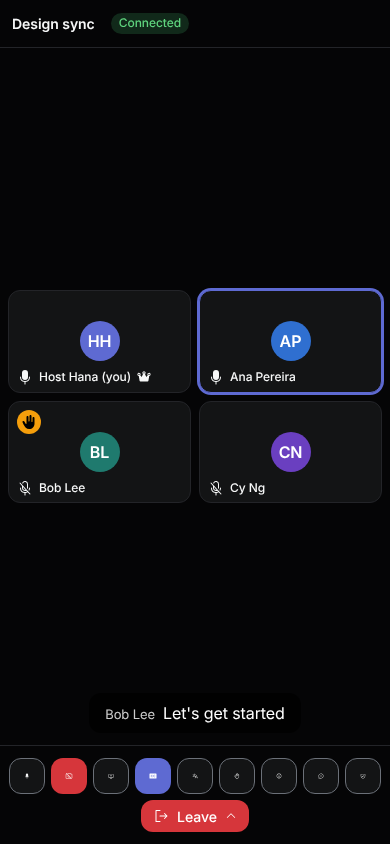 Design sync
Connected
HH
Host Hana (you)
AP
Ana Pereira
BL
Bob Lee
CN
Cy Ng
Bob Lee Let's get started
Leave